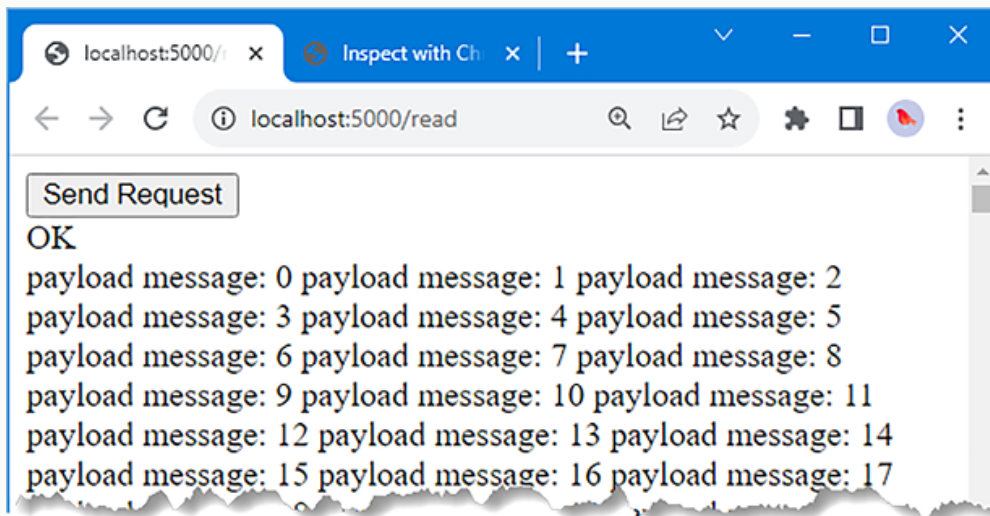 localhost:5000/
Inspect with Ch
localhost:5000/read
Send Request
OK
payload message: 0 payload message: 1 payload message: 2
payload message: 3 payload message: 4 payload message: 5
payload message: 6 payload message: 7 payload message: 8
payload message: 9 payload message: 10 payload message: 11
payload message: 12 payload message: 13 payload message: 14
payload message: 15 payload message: 16 payload message: 17